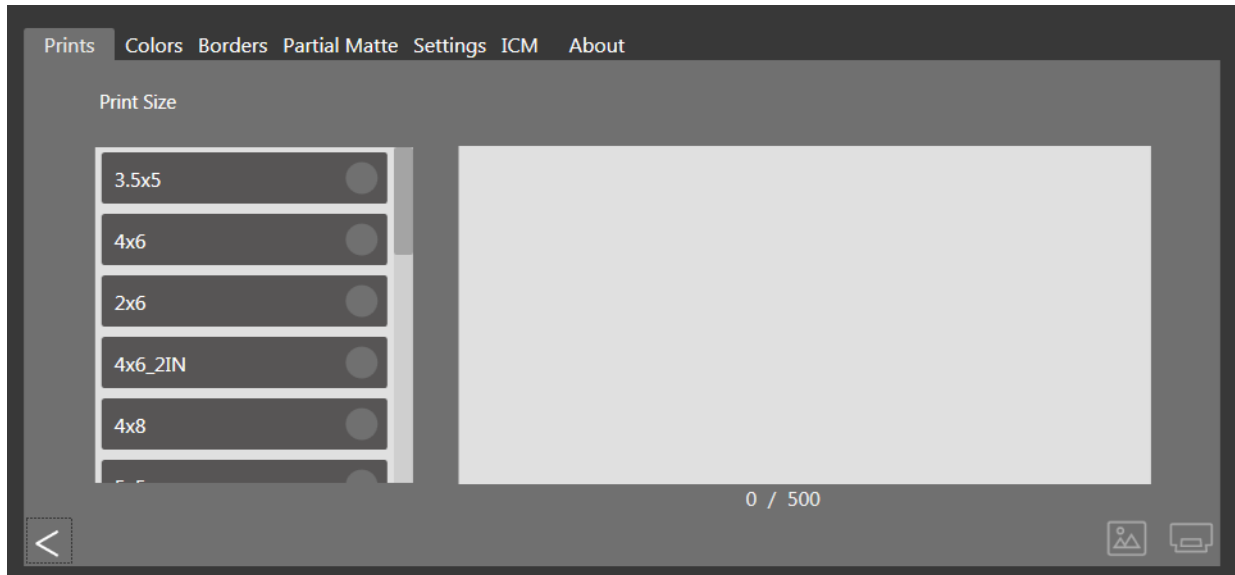 Prints Colors Borders Partial Matte Settings ICM About
Print Size
3.5x5
4x6
2x6
4x6_2IN
4x8
0 / 500